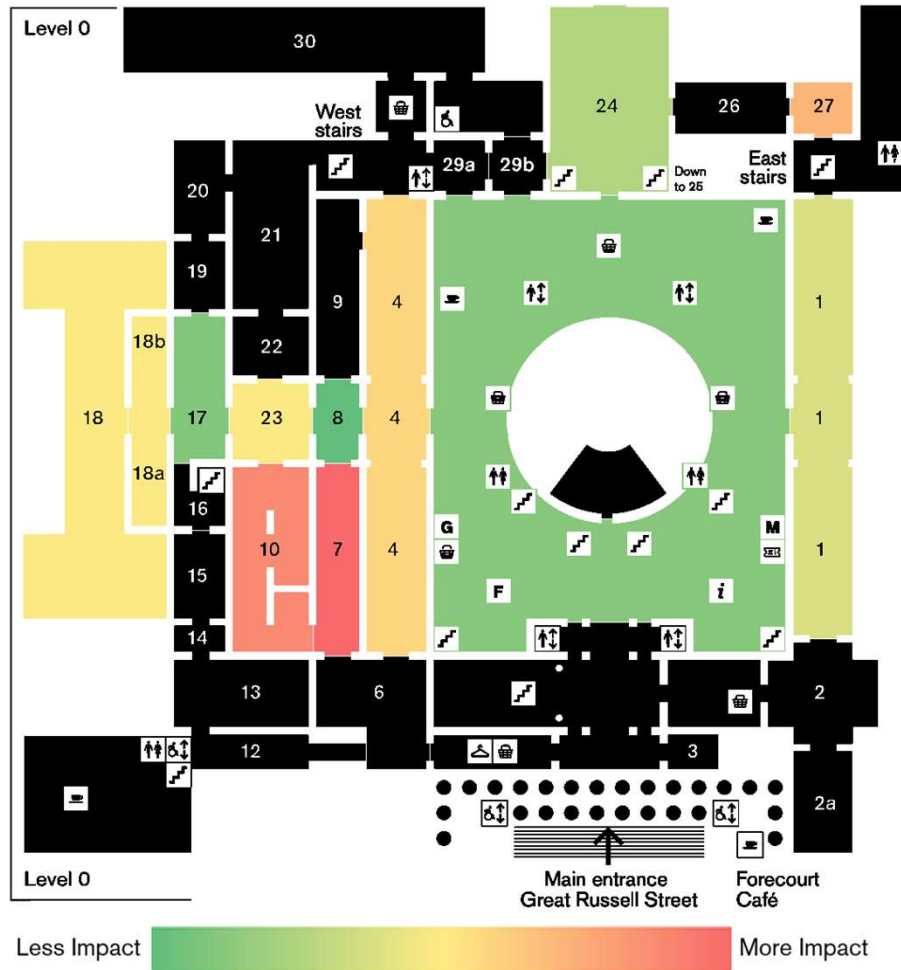 Level 0
30
24
26
27
West
stairs
29a
29b
Down
to 25
East
stairs
20
21
19
9
4
1
18b
22
18
17
23
8
4
1
18a
16
10
7
4
G
M
1
15
F
i
14
13
6
2
12
3
2a
Level 0
Main entrance
Great Russell Street
Forecourt
Café
Less Impact
More Impact